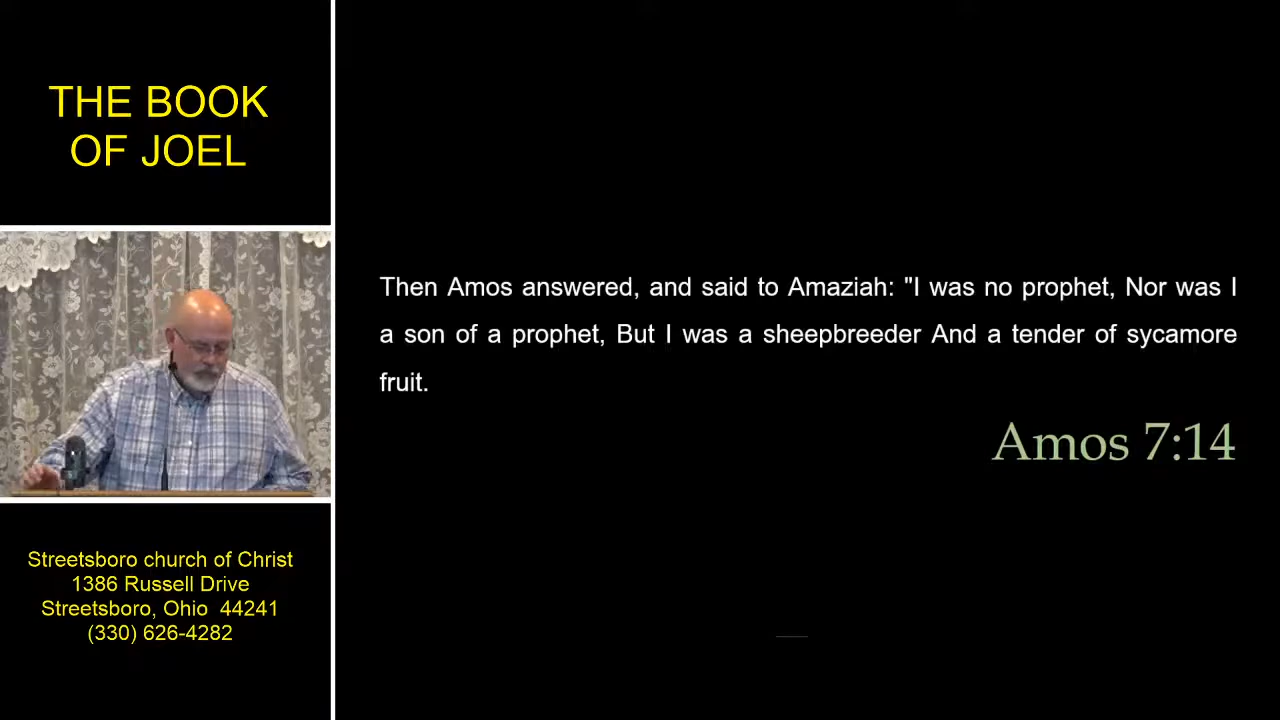 THE BOOK
OF JOEL
Then Amos answered, and said to Amaziah: "I was no prophet, Nor was I
a son of a prophet, But I was a sheepbreeder And a tender of sycamore
fruit.
Amos 7:14
Streetsboro church of Christ
1386 Russell Drive
Streetsboro, Ohio 44241
(330) 626-4282